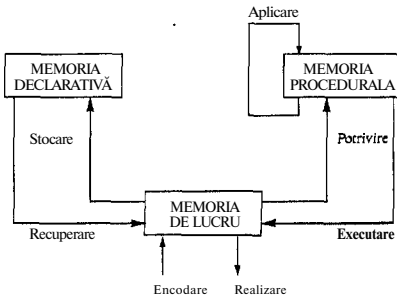 Aplicare
MEMORIA
DECLARATIVĂ
MEMORIA
PROCEDURALA
Stocare
Potrivire
MEMORIA
DE LUCRU
Recuperare
Executare
Encodare
Realizare